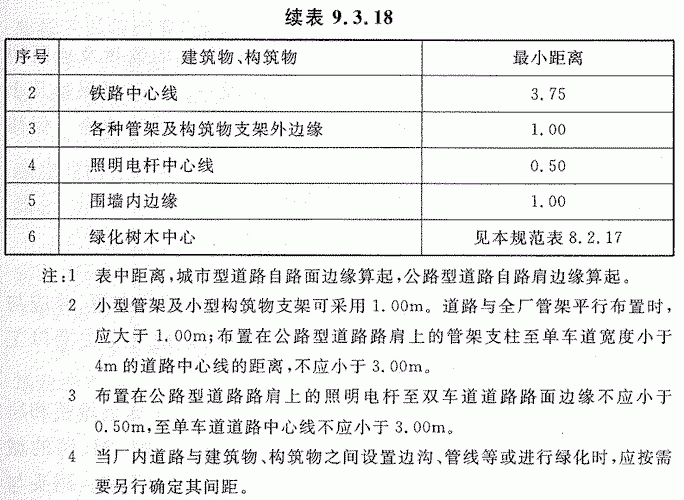 续表 9.3.18
序号 建筑物、构筑物 最小距离
2 铁路中心线 3.75
3 各种管架及构筑物支架外边缘 1.00
4 照明电杆中心线 0.50
5 围墙内边缘 1.00
6 绿化树木中心 见本规范表 8.2.17
注:1 表中距离,城市型道路自路面边缘算起,公路型道路自路肩边缘算起。
2 小型管架及小型构筑物支架可采用 1.00m。道路与全厂管架平行布置时,
应大于 1.00m;布置在公路型道路路肩上的管架支柱至单车道宽度小于
4m 的道路中心线的距离,不应小于 3.00m。
3 布置在公路型道路路肩上的照明电杆至双车道道路路面边缘不应小于
0.50m,至单车道道路中心线不应小于 3.00m。
4 当厂内道路与建筑物、构筑物之间设置边沟、管线等或进行绿化时,应按需
要另行确定其间距。